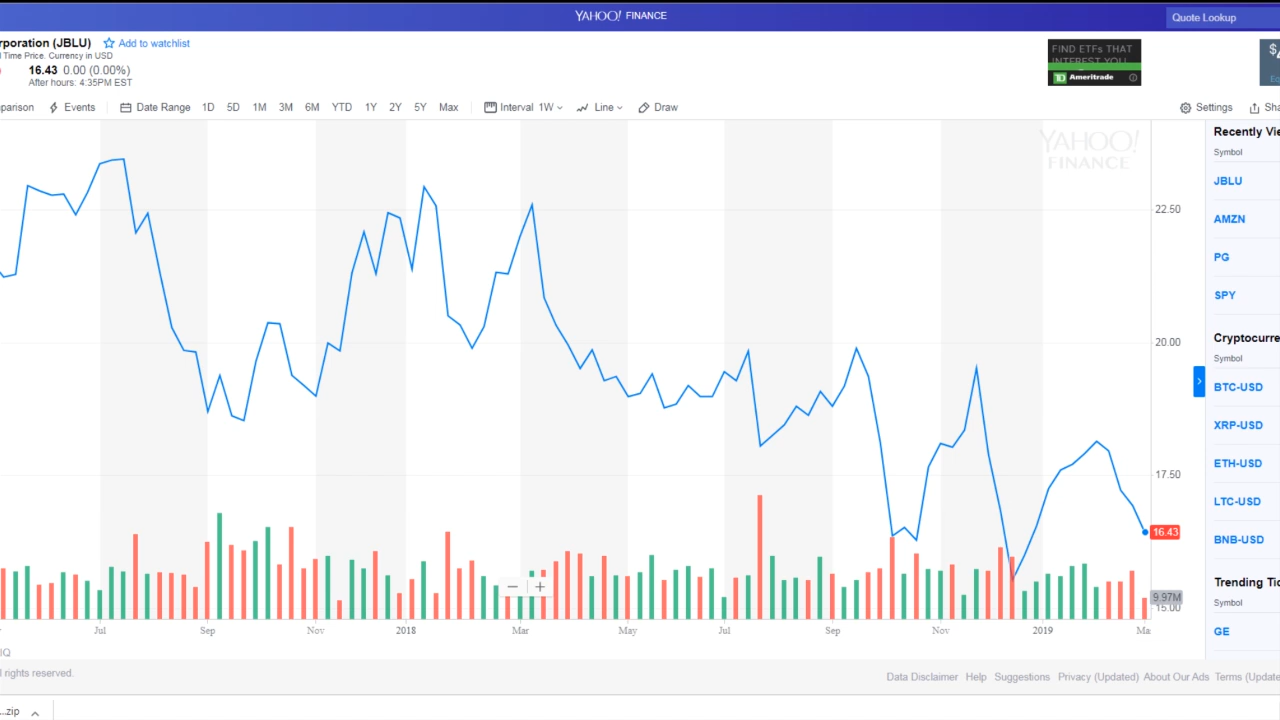 YAHOO! FINANCE
Quote Lookup
rporation (JBLU) Add to watchlist
l Time Price. Currency in USD
16.43 0.00 (0.00%)
After hours: 4:35PM EST
FIND ETFs THAT
INTEREST YOU
TD Ameritrade
parison Events Date Range 1D 5D 1M 3M 6M YTD 1Y 2Y 5Y Max Interval 1W Line Draw Settings Sha
YAHOO!
FINANCE
22.50
20.00
17.50
16.43
9.97M
15.00
Jul Sep Nov 2018 Mar May Jul Sep Nov 2019 Ma
Recently Vie
Symbol
JBLU
AMZN
PG
SPY
Cryptocurre
Symbol
BTC-USD
XRP-USD
ETH-USD
LTC-USD
BNB-USD
Trending Tic
Symbol
GE
IQ
l rights reserved.
Data Disclaimer Help Suggestions Privacy (Updated) About Our Ads Terms (Update
...zip